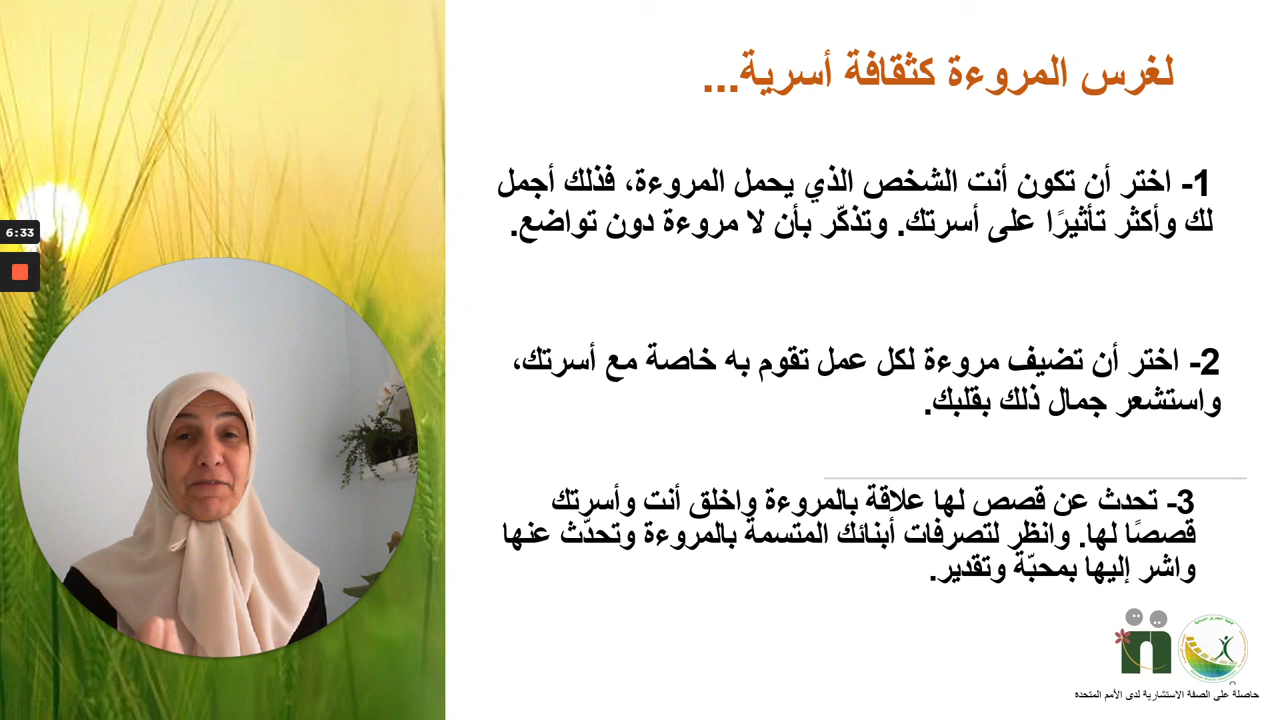 لغرس المروءة كثقافة أسرية...
1- اختر أن تكون أنت الشخص الذي يحمل المروءة، فذلك أجمل
لك وأكثر تأثيرًا على أسرتك. وتذكّر بأن لا مروءة دون تواضع.
2- اختر أن تضيف مروءة لكل عمل تقوم به خاصة مع أسرتك،
واستشعر جمال ذلك بقلبك.
3- تحدث عن قصص لها علاقة بالمروءة واخلق أنت وأسرتك
قصصًا لها. وانظر لتصرفات أبنائك المتسمة بالمروءة وتحدّث عنها
واشر إليها بمحبّة وتقدير.
6:33
حاصلة على الصفة الاستشارية لدى الأمم المتحدة